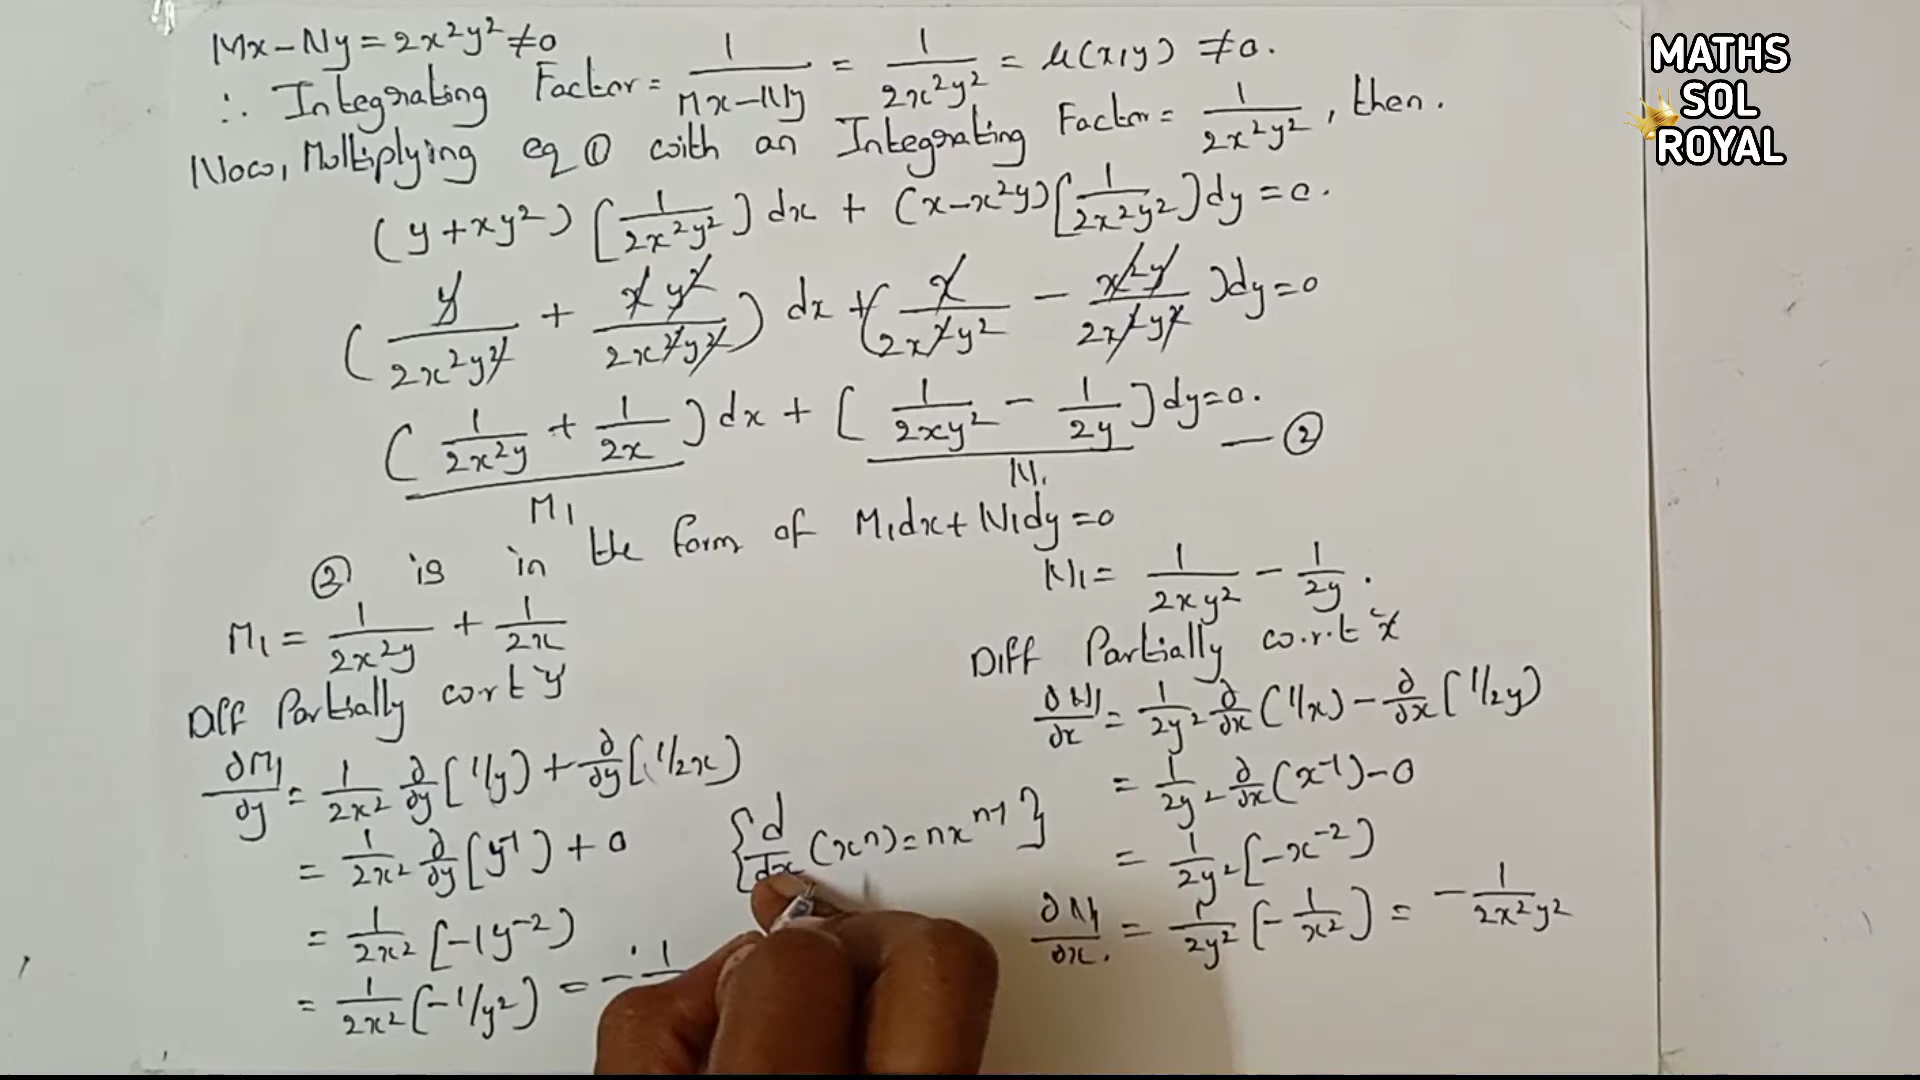 Mx-Ny = 2x²y² ≠ 0
∴ Integrating Factor = 1/(Mx-Ny) = 1/(2x²y²) = μ(x,y) ≠ 0.
Now, Multiplying eq ① with an Integrating Factor = 1/(2x²y²), then.
(y+xy²) [1/(2x²y²)] dx + (x-x²y) [1/(2x²y²)] dy = 0.
(y/(2x²y²) + xy²/(2x²y²)) dx + (x/(2x²y²) - x²y/(2x²y²)) dy = 0
(1/(2x²y) + 1/(2x)) dx + [1/(2xy²) - 1/(2y)] dy = 0. — ②
M₁ N₁
② is in the form of M₁dx + N₁dy = 0
M₁ = 1/(2x²y) + 1/(2x)
Diff Partially w.r.t 'y'
∂M₁/∂y = 1/(2x²) ∂/∂y [1/y] + ∂/∂y [1/2x]
= 1/(2x²) ∂/∂y [y⁻¹] + 0
= 1/(2x²) [-1y⁻²]
= 1/(2x²) (-1/y²) = - 1
{d/dx (xⁿ) = nxⁿ⁻¹}
N₁ = 1/(2xy²) - 1/(2y).
Diff Partially w.r.t 'x'
∂N₁/∂x = 1/(2y²) ∂/∂x (1/x) - ∂/∂x [1/2y)
= 1/(2y²) ∂/∂x (x⁻¹) - 0
= 1/(2y²) [-x⁻²)
∂N₁/∂x. = 1/(2y²) [-1/x²) = -1/(2x²y²)
MATHS
SOL
ROYAL